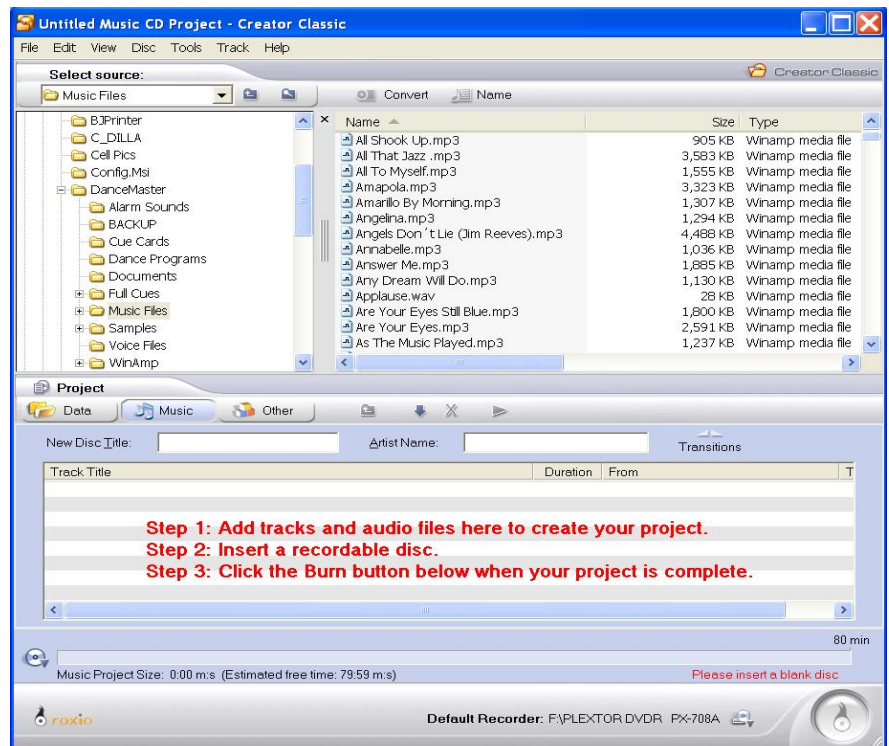 Untitled Music CD Project - Creator Classic
File Edit View Disc Tools Track Help
Select source:
Creator Classic
Music Files
Convert Name
BJPrinter
C_DILLA
Cell Pics
Config.Msi
DanceMaster
Alarm Sounds
BACKUP
Cue Cards
Dance Programs
Documents
Full Cues
Music Files
Samples
Voice Files
WinAmp
Name Size Type
All Shook Up.mp3 905 KB Winamp media file
All That Jazz .mp3 3,583 KB Winamp media file
All To Myself.mp3 1,555 KB Winamp media file
Amapola.mp3 3,323 KB Winamp media file
Amarillo By Morning.mp3 1,307 KB Winamp media file
Angelina.mp3 1,294 KB Winamp media file
Angels Don´t Lie (Jim Reeves).mp3 4,488 KB Winamp media file
Annabelle.mp3 1,036 KB Winamp media file
Answer Me.mp3 1,885 KB Winamp media file
Any Dream Will Do.mp3 1,130 KB Winamp media file
Applause.wav 28 KB Winamp media file
Are Your Eyes Still Blue.mp3 1,800 KB Winamp media file
Are Your Eyes.mp3 2,591 KB Winamp media file
As The Music Played.mp3 1,237 KB Winamp media file
Project
Data Music Other
New Disc Title: Artist Name: Transitions
Track Title Duration From T
Step 1: Add tracks and audio files here to create your project.
Step 2: Insert a recordable disc.
Step 3: Click the Burn button below when your project is complete.
80 min
Music Project Size: 0:00 m:s (Estimated free time: 79:59 m:s) Please insert a blank disc
roxio Default Recorder: F:\PLEXTOR DVDR PX-708A